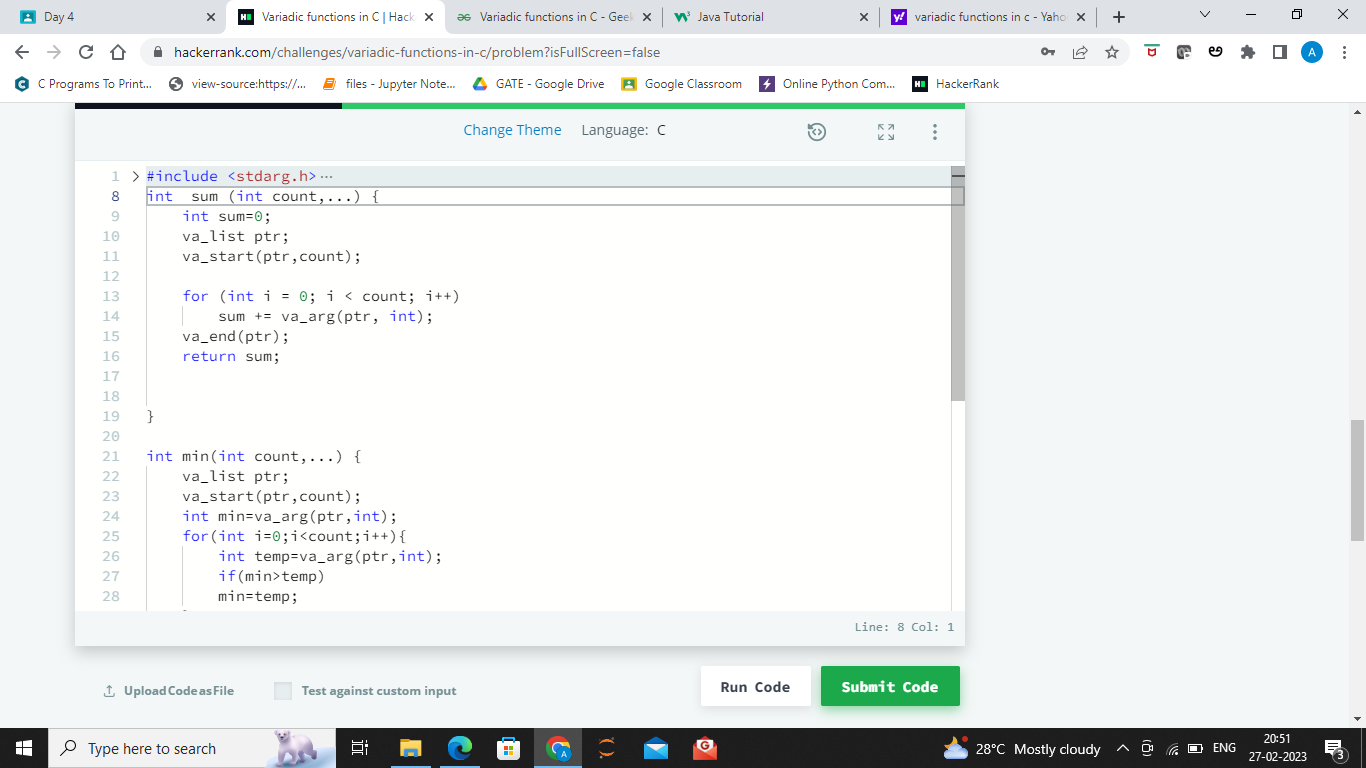 Day 4
Variadic functions in C | Hack
Variadic functions in C - Geek
Java Tutorial
variadic functions in c - Yaho
hackerrank.com/challenges/variadic-functions-in-c/problem?isFullScreen=false
A
C Programs To Print...
view-source:https://...
files - Jupyter Note...
GATE - Google Drive
Google Classroom
Online Python Com...
HackerRank
Change Theme Language: C
1 #include <stdarg.h>···
8 int  sum (int count,...) {
9 int sum=0;
10 va_list ptr;
11 va_start(ptr,count);
12
13 for (int i = 0; i < count; i++)
14 sum += va_arg(ptr, int);
15 va_end(ptr);
16 return sum;
17
18
19 }
20
21 int min(int count,...) {
22 va_list ptr;
23 va_start(ptr,count);
24 int min=va_arg(ptr,int);
25 for(int i=0;i<count;i++){
26 int temp=va_arg(ptr,int);
27 if(min>temp)
28 min=temp;
Line: 8 Col: 1
Upload Code as File
Test against custom input
Run Code
Submit Code
Type here to search
28°C Mostly cloudy
ENG
20:51
27-02-2023
3